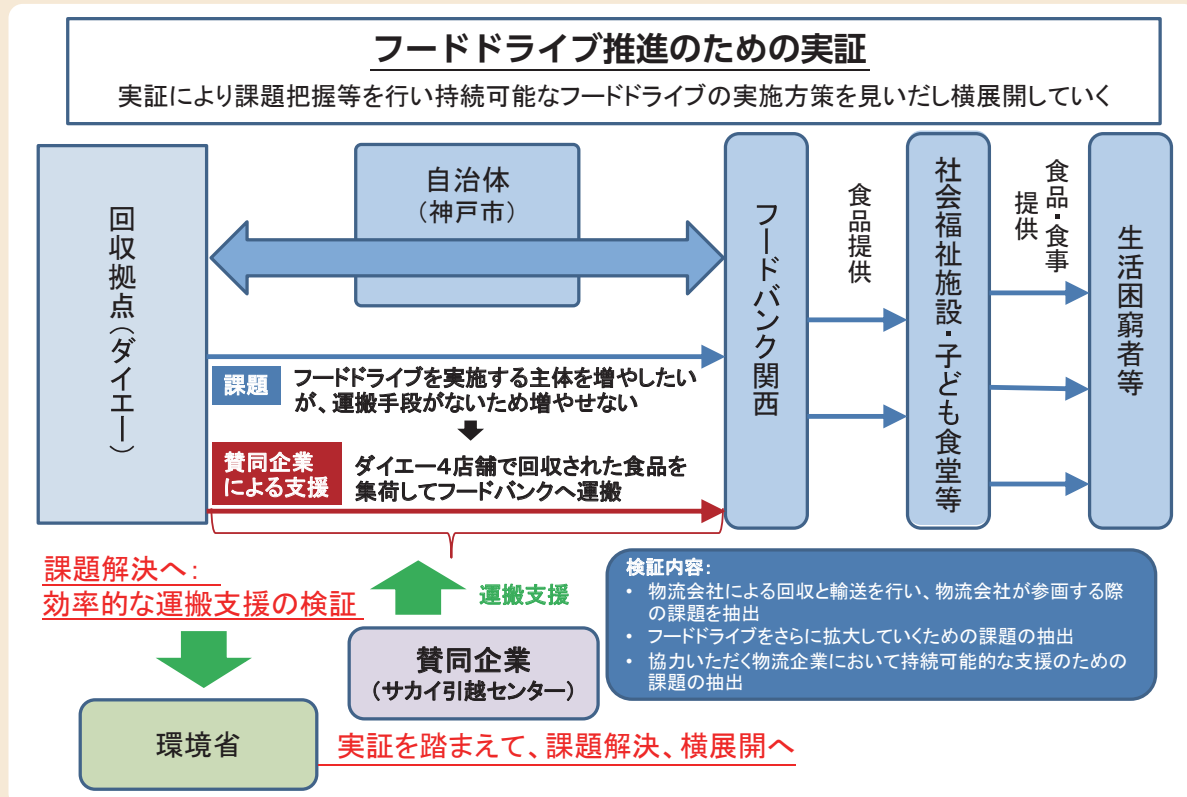 フードドライブ推進のための実証
実証により課題把握等を行い持続可能なフードドライブの実施方策を見いだし横展開していく
回収拠点(ダイエー)
自治体
(神戸市)
フードバンク関西
食品提供
社会福祉施設・子ども食堂等
食品・食事
提供
生活困窮者等
課題
フードドライブを実施する主体を増やしたい
が、運搬手段がないため増やせない
賛同企業
による支援
ダイエー4店舗で回収された食品を
集荷してフードバンクへ運搬
課題解決へ:
効率的な運搬支援の検証
運搬支援
賛同企業
(サカイ引越センター)
検証内容:
• 物流会社による回収と輸送を行い、物流会社が参画する際
の課題を抽出
• フードドライブをさらに拡大していくための課題の抽出
• 協力いただく物流企業において持続可能的な支援のための
課題の抽出
環境省
実証を踏まえて、課題解決、横展開へ